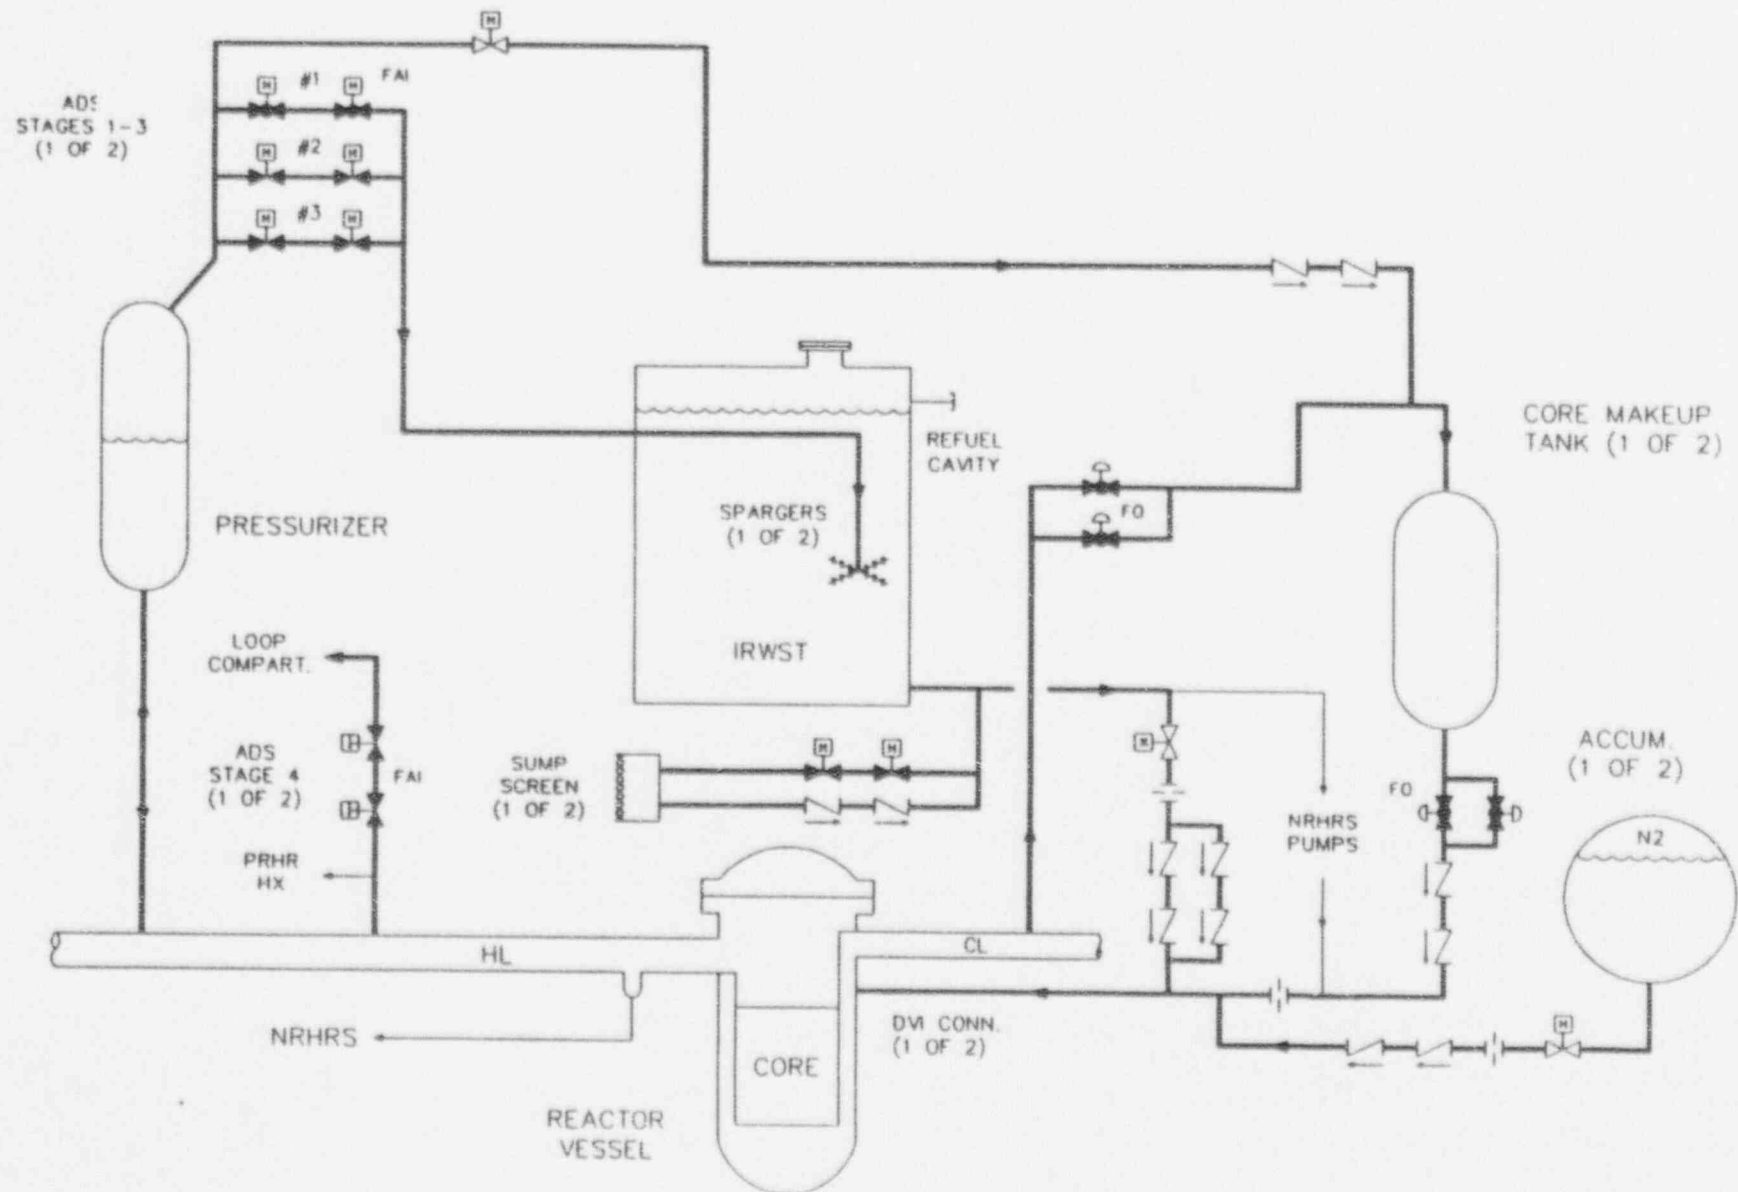 M
#1
FAI
M
M
ADS
STAGES 1-3
(1 OF 2)
#2
M
M
#3
M
M
REFUEL
CAVITY
CORE MAKEUP
TANK (1 OF 2)
PRESSURIZER
SPARGERS
(1 OF 2)
FO
LOOP
COMPART.
IRWST
ADS
STAGE 4
(1 OF 2)
FAI
SUMP
SCREEN
(1 OF 2)
M
M
M
ACCUM.
(1 OF 2)
FO
NRHRS
PUMPS
N2
PRHR
HX
HL
CL
NRHRS
DVI CONN.
(1 OF 2)
M
CORE
REACTOR
VESSEL